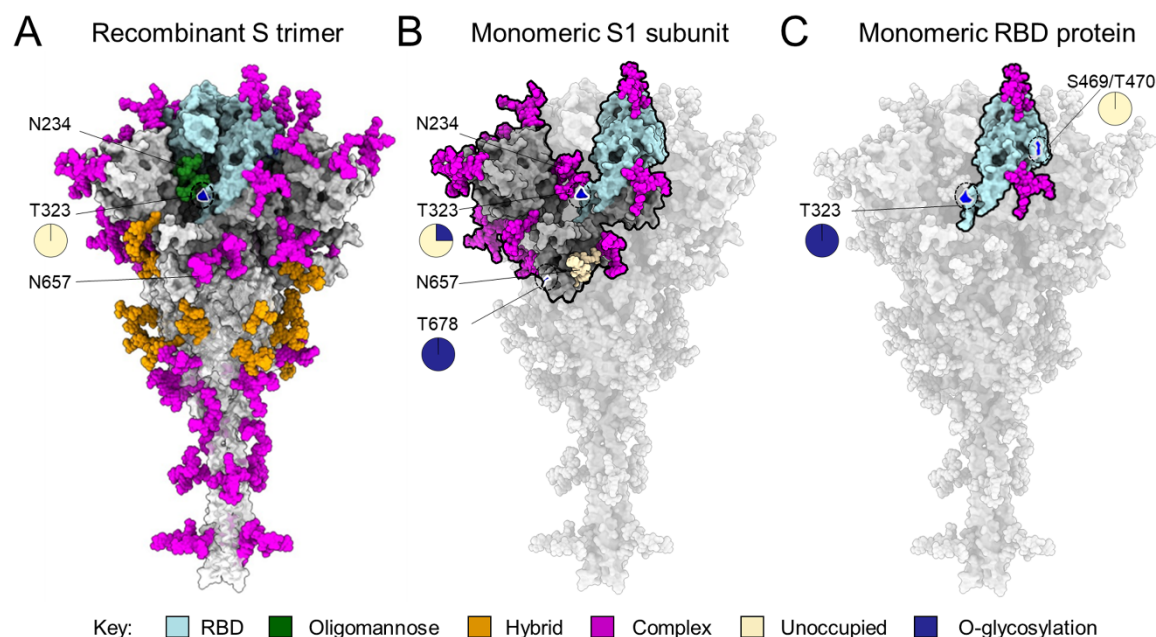 A Recombinant S trimer
B Monomeric S1 subunit
C Monomeric RBD protein
N234
T323
N657
N234
T323
N657
T678
S469/T470
T323
Key: RBD Oligomannose Hybrid Complex Unoccupied O-glycosylation